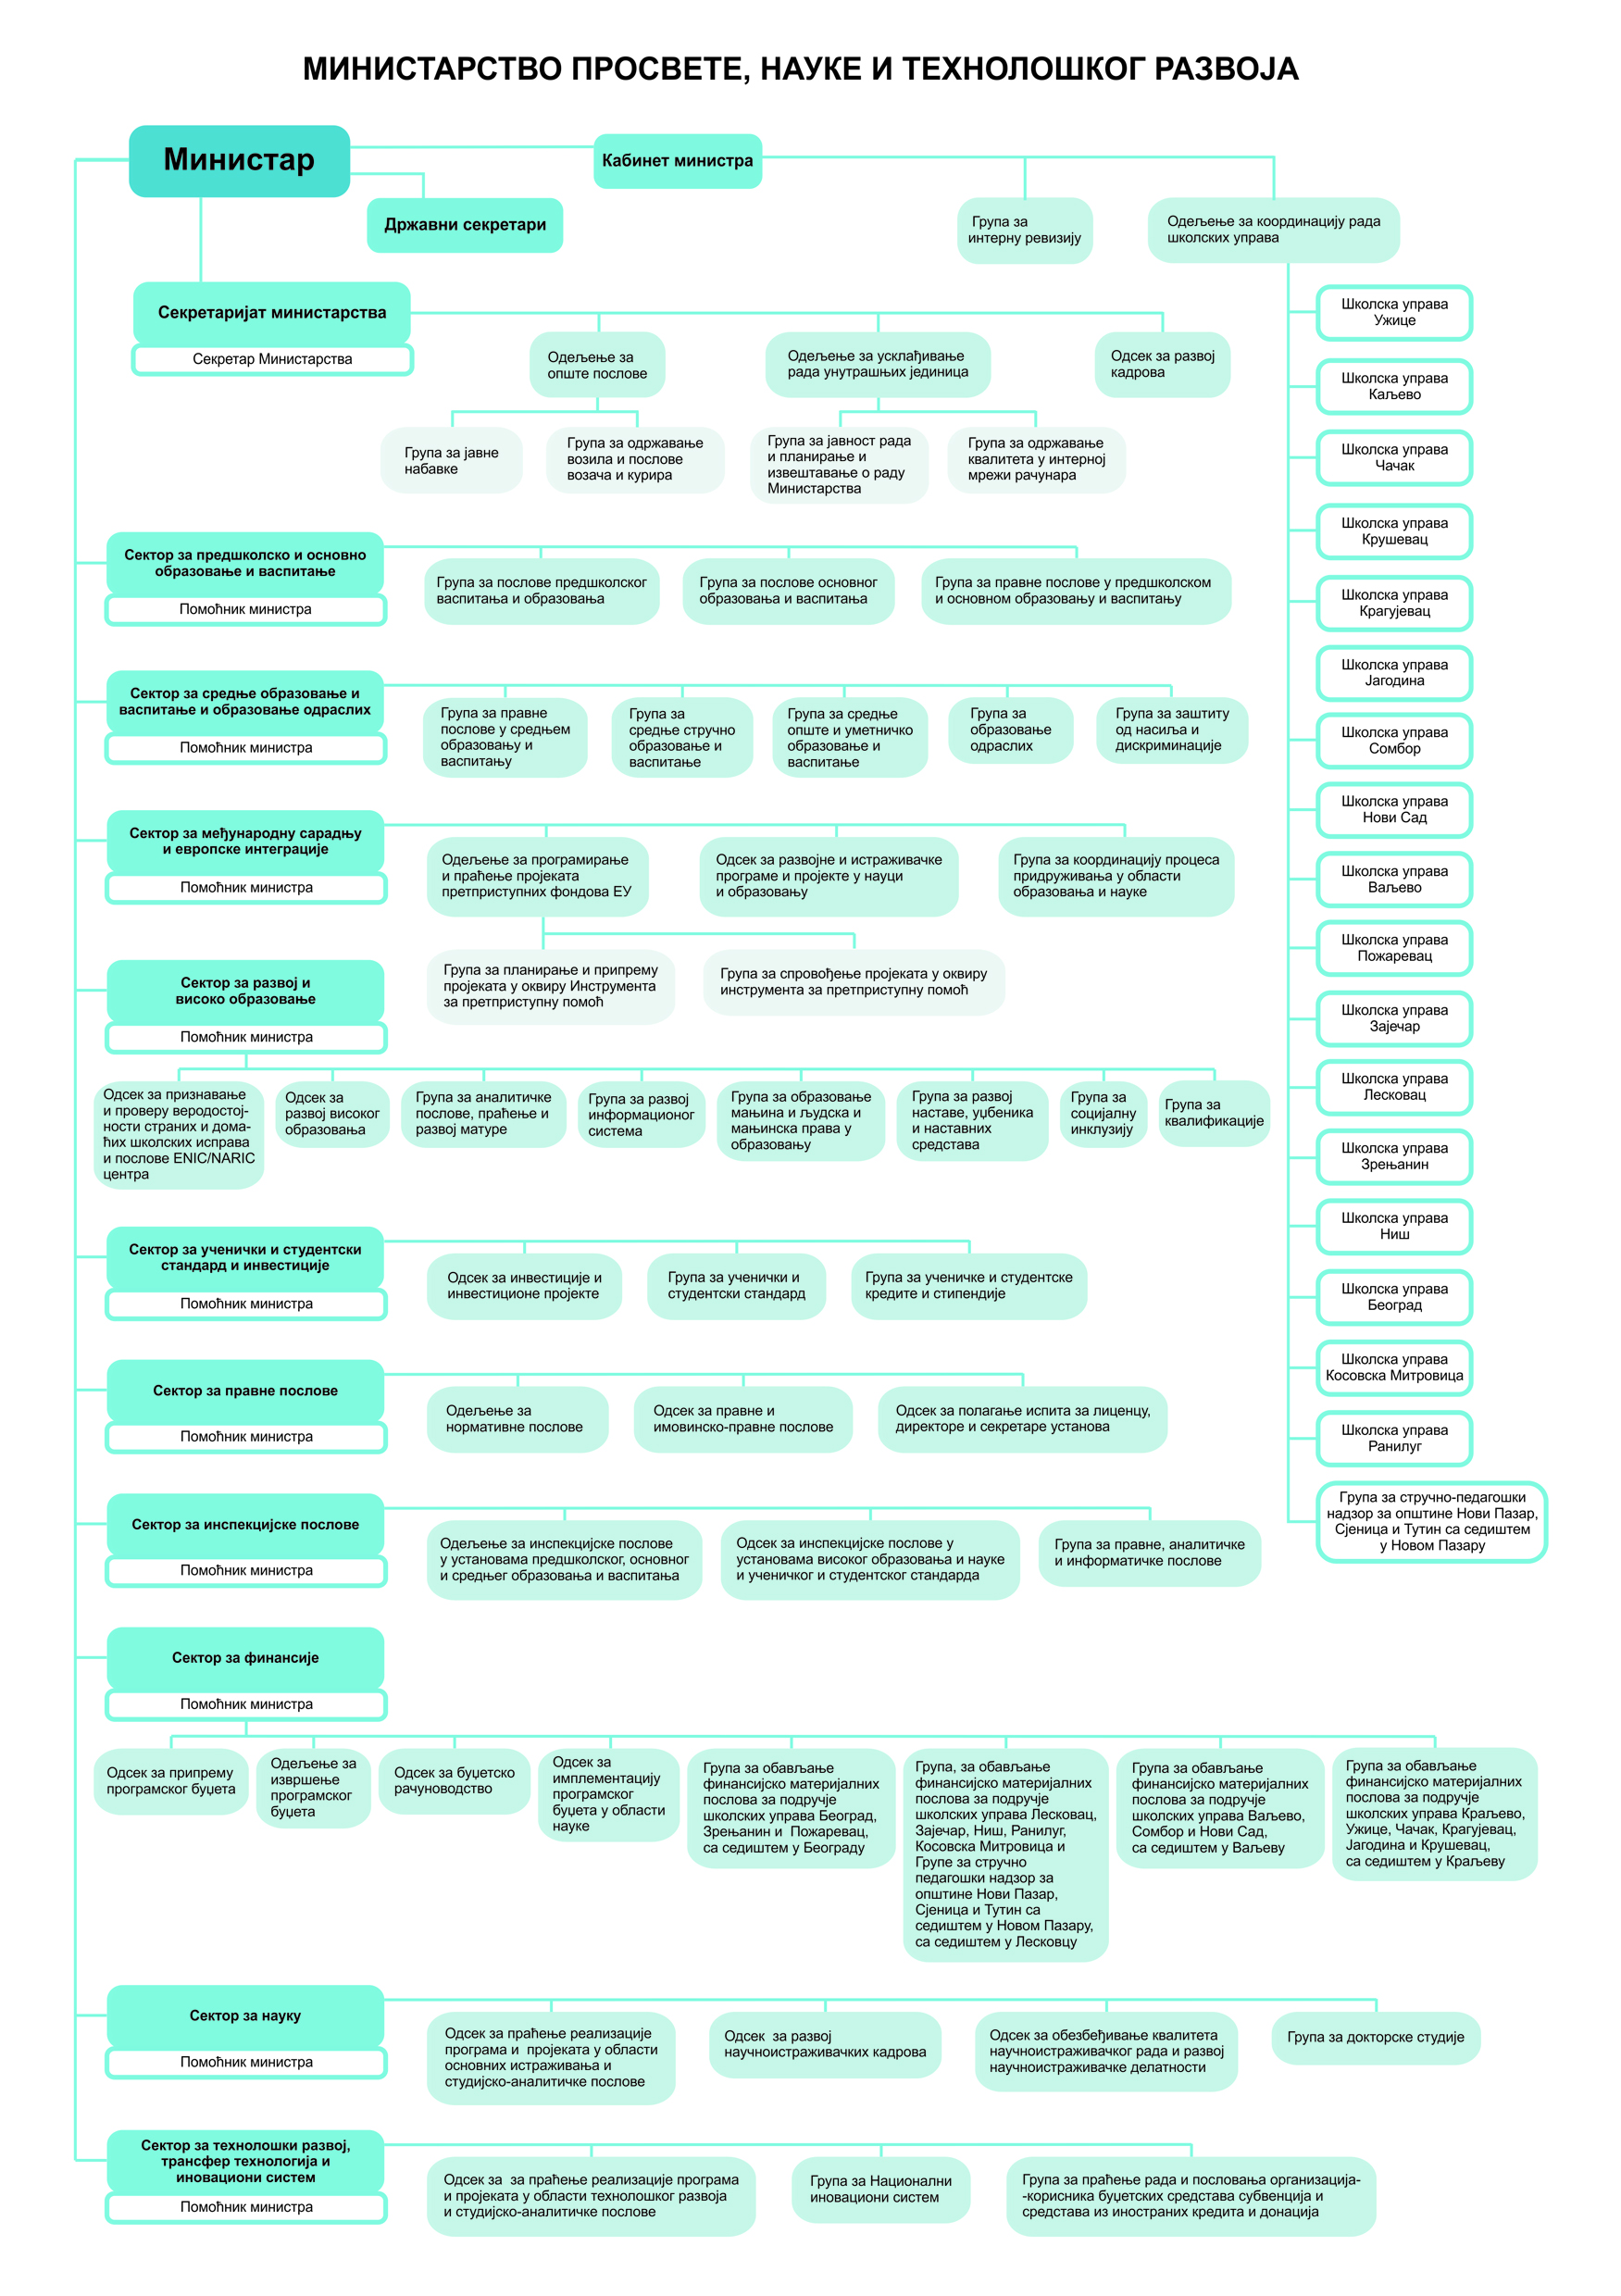 МИНИСТАРСТВО ПРОСВЕТЕ, НАУКЕ И ТЕХНОЛОШКОГ РАЗВОЈА
Министар
Кабинет министра
Државни секретари
Група за
интерну ревизију
Одељење за координацију рада
школских управа
Секретаријат министарства
Секретар Министарства
Одељење за
опште послове
Одељење за усклађивање
рада унутрашњих јединица
Одсек за развој
кадрова
Група за јавне
набавке
Група за одржавање
возила и послове
возача и курира
Група за јавност рада
и планирање и
извештавање о раду
Министарства
Група за одржавање
квалитета у интерној
мрежи рачунара
Школска управа
Ужице
Школска управа
Каљево
Школска управа
Чачак
Школска управа
Крушевац
Школска управа
Крагујевац
Школска управа
Јагодина
Школска управа
Сомбор
Школска управа
Нови Сад
Школска управа
Ваљево
Школска управа
Пожаревац
Школска управа
Зајечар
Школска управа
Лесковац
Школска управа
Зрењанин
Школска управа
Ниш
Школска управа
Београд
Школска управа
Косовска Митровица
Школска управа
Ранилуг
Група за стручно-педагошки
надзор за општине Нови Пазар,
Сјеница и Тутин са седиштем
у Новом Пазару
Сектор за предшколско и основно
образовање и васпитање
Помоћник министра
Група за послове предшколског
васпитања и образовања
Група за послове основног
образовања и васпитања
Група за правне послове у предшколском
и основном образовању и васпитању
Сектор за средње образовање и
васпитање и образовање одраслих
Помоћник министра
Група за правне
послове у средњем
образовању и
васпитању
Група за
средње стручно
образовање и
васпитање
Група за средње
опште и уметничко
образовање и
васпитање
Група за
образовање
одраслих
Група за заштиту
од насиља и
дискриминације
Сектор за међународну сарадњу
и европске интеграције
Помоћник министра
Одељење за програмирање
и праћење пројеката
претприступних фондова ЕУ
Одсек за развојне и истраживачке
програме и пројекте у науци
и образовању
Група за координацију процеса
придруживања у области
образовања и науке
Група за планирање и припрему
пројеката у оквиру Инструмента
за претприступну помоћ
Група за спровођење пројеката у оквиру
инструмента за претприступну помоћ
Сектор за развој и
високо образовање
Помоћник министра
Одсек за признавање
и проверу веродостој-
ности страних и дома-
ћих школских исправа
и послове ENIC/NARIC
центра
Одсек за
развој високог
образовања
Група за аналитичке
послове, праћење и
развој матуре
Група за развој
информационог
система
Група за образовање
мањина и људска и
мањинска права у
образовању
Група за развој
наставе, уџбеника
и наставних
средстава
Група за
социјалну
инклузију
Група за
квалификације
Сектор за ученички и студентски
стандард и инвестиције
Помоћник министра
Одсек за инвестиције и
инвестиционе пројекте
Група за ученички и
студентски стандард
Група за ученичке и студентске
кредите и стипендије
Сектор за правне послове
Помоћник министра
Одељење за
нормативне послове
Одсек за правне и
имовинско-правне послове
Одсек за полагање испита за лиценцу,
директоре и секретаре установа
Сектор за инспекцијске послове
Помоћник министра
Одељење за инспекцијске послове
у установама предшколског, основног
и средњег образовања и васпитања
Одсек за инспекцијске послове у
установама високог образовања и науке
и ученичког и студентског стандарда
Група за правне, аналитичке
и информатичке послове
Сектор за финансије
Помоћник министра
Одсек за припрему
програмског буџета
Одељење за
извршење
програмског
буџета
Одсек за буџетско
рачуноводство
Одсек за
имплементацију
програмског
буџета у области
науке
Група за обављање
финансијско материјалних
послова за подручје
школских управа Београд,
Зрењанин и Пожаревац,
са седиштем у Београду
Група, за обављање
финансијско материјалних
послова за подручје
школских управа Лесковац,
Зајечар, Ниш, Ранилуг,
Косовска Митровица и
Групе за стручно
педагошки надзор за
општине Нови Пазар,
Сјеница и Тутин са
седиштем у Новом Пазару,
са седиштем у Лесковцу
Група за обављање
финансијско материјалних
послова за подручје
школских управа Ваљево,
Сомбор и Нови Сад,
са седиштем у Ваљеву
Група за обављање
финансијско материјалних
послова за подручје
школских управа Краљево,
Ужице, Чачак, Крагујевац,
Јагодина и Крушевац,
са седиштем у Краљеву
Сектор за науку
Помоћник министра
Одсек за праћење реализације
програма и пројеката у области
основних истраживања и
студијско-аналитичке послове
Одсек за развој
научноистраживачких кадрова
Одсек за обезбеђивање квалитета
научноистраживачког рада и развој
научноистраживачке делатности
Група за докторске студије
Сектор за технолошки развој,
трансфер технологија и
иновациони систем
Помоћник министра
Одсек за за праћење реализације програма
и пројеката у области технолошког развоја
и студијско-аналитичке послове
Група за Национални
иновациони систем
Група за праћење рада и пословања организација-
-корисника буџетских средстава субвенција и
средстава из иностраних кредита и донација